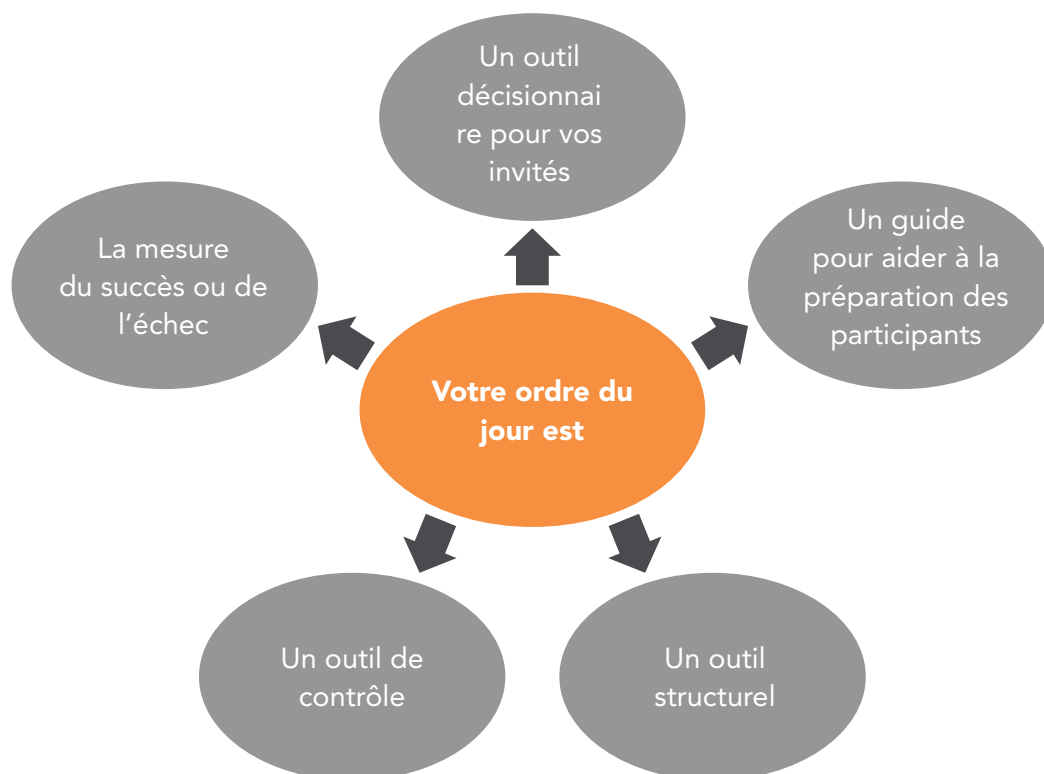 Un outil
décisionnai
re pour vos
invités
Un guide
pour aider à la
préparation des
participants
La mesure
du succès ou de
l'échec
Votre ordre du
jour est
Un outil de
contrôle
Un outil
structurel